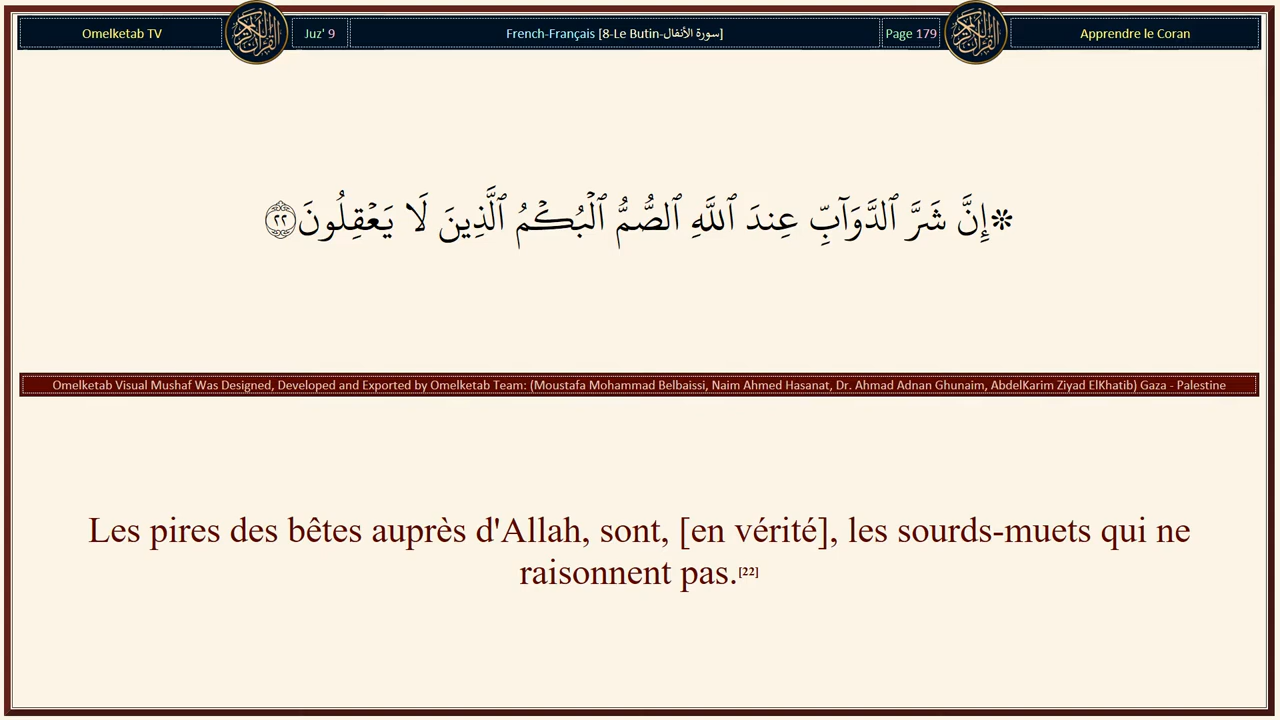 Omelketab TV
Juz' 9
French-Français [8-Le Butin-سورة الأنفال]
Page 179
Apprendre le Coran
۞إِنَّ شَرَّ ٱلدَّوَآبِّ عِندَ ٱللَّهِ ٱلصُّمُّ ٱلْبُكْمُ ٱلَّذِينَ لَا يَعْقِلُونَ ٢٢
Omelketab Visual Mushaf Was Designed, Developed and Exported by Omelketab Team: (Moustafa Mohammad Belbaissi, Naim Ahmed Hasanat, Dr. Ahmad Adnan Ghunaim, AbdelKarim Ziyad ElKhatib) Gaza - Palestine
Les pires des bêtes auprès d'Allah, sont, [en vérité], les sourds-muets qui ne
raisonnent pas.[22]